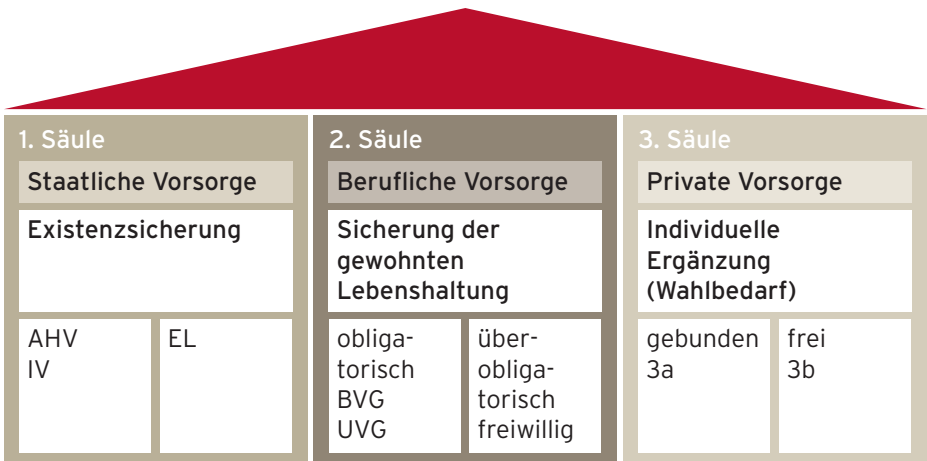 1. Säule
Staatliche Vorsorge
Existenzsicherung
AHV
IV
EL
2. Säule
Berufliche Vorsorge
Sicherung der
gewohnten
Lebenshaltung
obliga-
torisch
BVG
UVG
über-
obliga-
torisch
freiwillig
3. Säule
Private Vorsorge
Individuelle
Ergänzung
(Wahlbedarf)
gebunden
3a
frei
3b